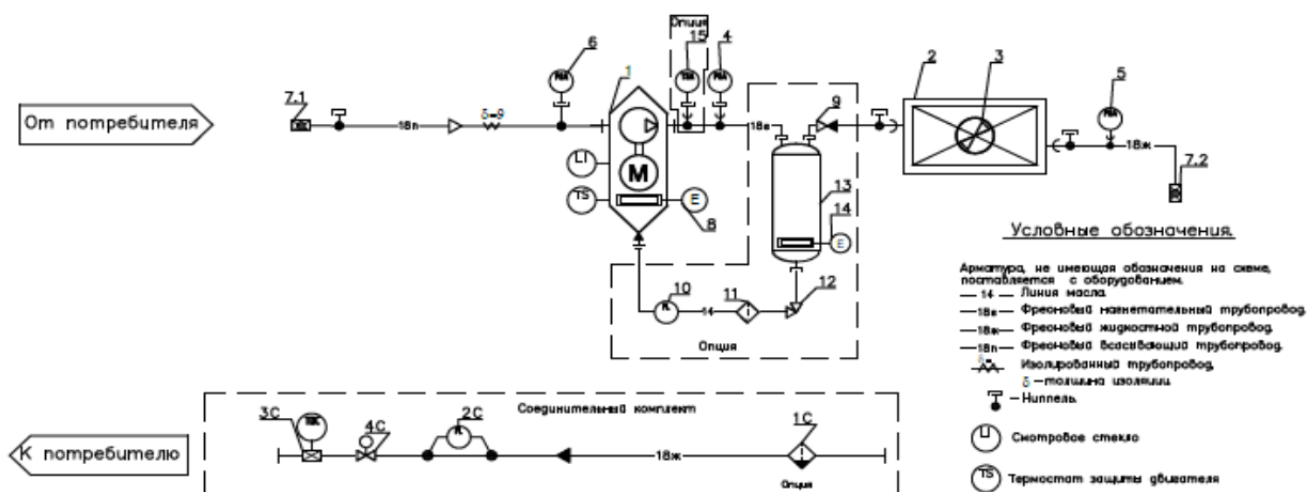 Опция
6
1
15
4
2
3
5
7.1
9
От потребителя
18п
δ=9
18в
18ж
7.2
LI
M
13
TS
E
8
14
E
Условные обозначения.
10
11
12
14
Опция
Арматура, не имеющая обозначения на схеме,
поставляется с оборудованием.
14 Линия масла
18в Фреоновый нагнетательный трубопровод.
18ж Фреоновый жидкостной трубопровод.
18п Фреоновый всасывающий трубопровод.
Изолированный трубопровод,
δ – толщина изоляции.
– Ниппель.
LI Смотровое стекло
TS Термостат защиты двигателя
Соединительный комплект
3С
4С
2С
1С
К потребителю
18ж
Опция